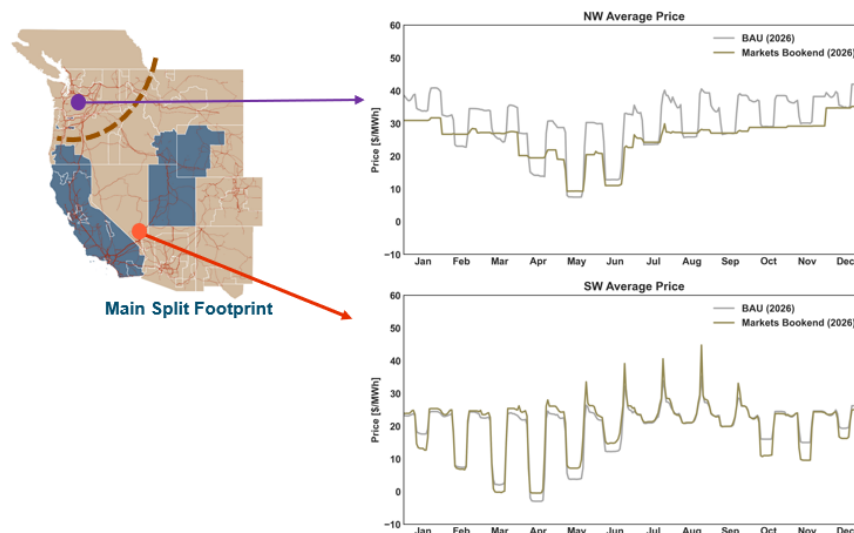 Main Split Footprint
NW Average Price
BAU (2026)
Markets Bookend (2026)
Price [$/MWh]
60
50
40
30
20
10
0
−10
Jan Feb Mar Apr May Jun Jul Aug Sep Oct Nov Dec
SW Average Price
BAU (2026)
Markets Bookend (2026)
Price [$/MWh]
60
50
40
30
20
10
0
−10
Jan Feb Mar Apr May Jun Jul Aug Sep Oct Nov Dec